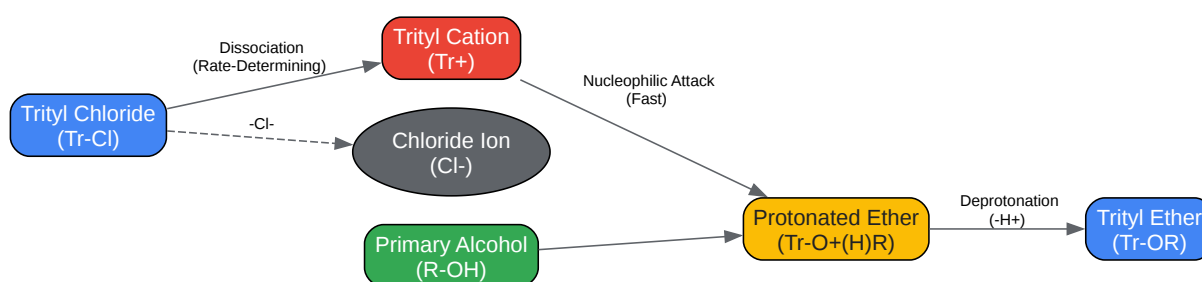 Trityl Cation
(Tr+)
Dissociation
(Rate-Determining)
Nucleophilic Attack
(Fast)
Trityl Chloride
(Tr-Cl)
-Cl-
Chloride Ion
(Cl-)
Primary Alcohol
(R-OH)
Protonated Ether
(Tr-O+(H)R)
Deprotonation
(-H+)
Trityl Ether
(Tr-OR)